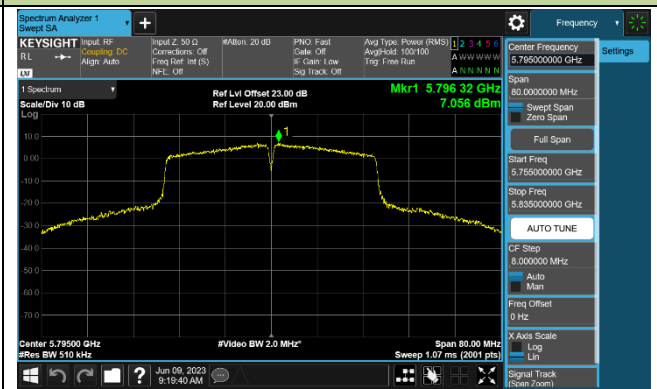 Spectrum Analyzer 1
Swept SA
+
Frequency
KEYSIGHT
RL
LXI
Input: RF
Coupling: DC
Align: Auto
Input Z: 50 Ω
Corrections: Off
Freq Ref: Int (S)
NFE: Off
#Atten: 20 dB
PNO: Fast
Gate: Off
IF Gain: Low
Sig Track: Off
Avg Type: Power (RMS)
Avg|Hold: 100/100
Trig: Free Run
1 2 3 4 5 6
A W W W W W
A N N N N N
Center Frequency
5.795000000 GHz
Settings
1 Spectrum
Scale/Div 10 dB
Log
Ref Lvl Offset 23.00 dB
Ref Level 20.00 dBm
Mkr1 5.796 32 GHz
7.056 dBm
Span
80.0000000 MHz
Swept Span
Zero Span
Full Span
Start Freq
5.755000000 GHz
Stop Freq
5.835000000 GHz
AUTO TUNE
CF Step
8.000000 MHz
Auto
Man
Freq Offset
0 Hz
X Axis Scale
Log
Lin
Signal Track
(Span Zoom)
1
10.0
0.00
-10.0
-20.0
-30.0
-40.0
-50.0
-60.0
-70.0
Center 5.79500 GHz
#Res BW 510 kHz
#Video BW 2.0 MHz*
Span 80.00 MHz
Sweep 1.07 ms (2001 pts)
?
Jun 09, 2023
9:19:40 AM